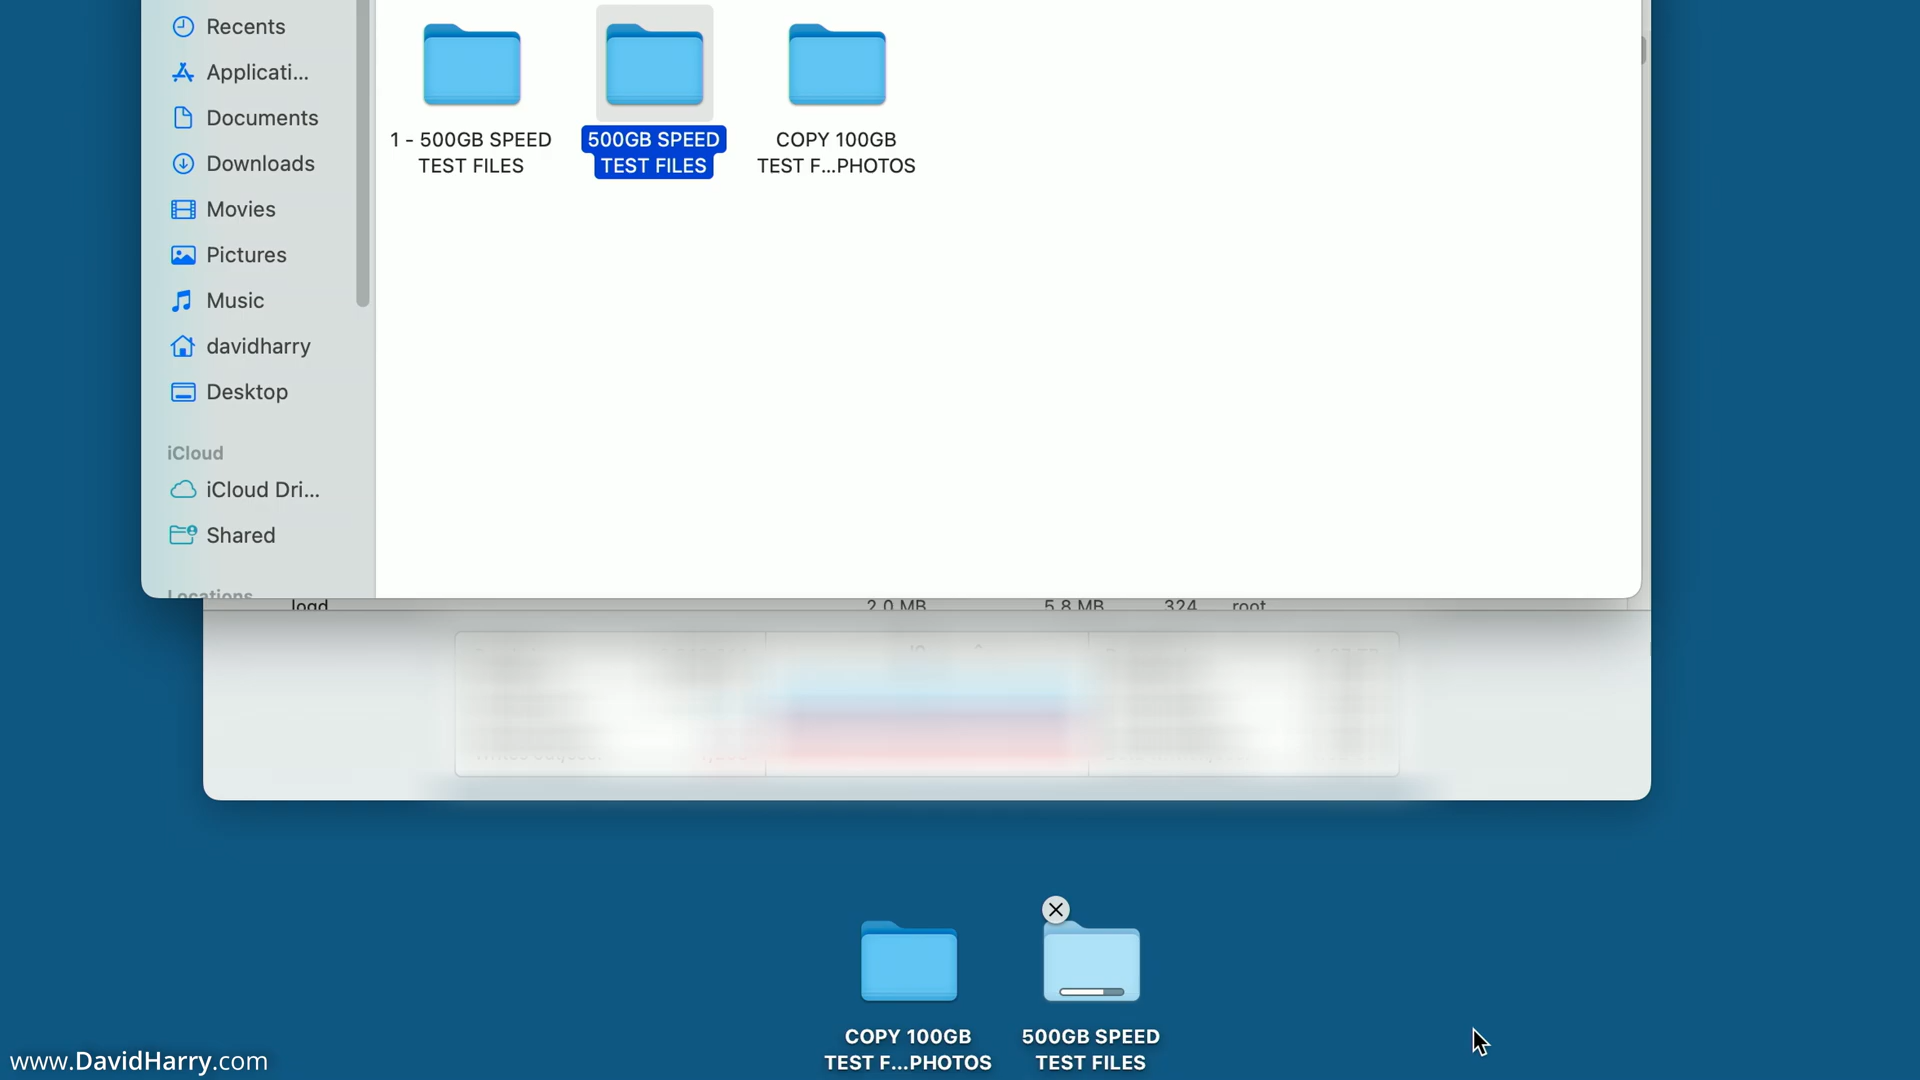 Recents
Applicati...
Documents
Downloads
Movies
Pictures
Music
davidharry
Desktop
iCloud
iCloud Dri...
Shared
Locations
1 - 500GB SPEED
TEST FILES
500GB SPEED
TEST FILES
COPY 100GB
TEST F...PHOTOS
logd 2.0 MB 5.8 MB 324 root
COPY 100GB
TEST F...PHOTOS
500GB SPEED
TEST FILES
www.DavidHarry.com